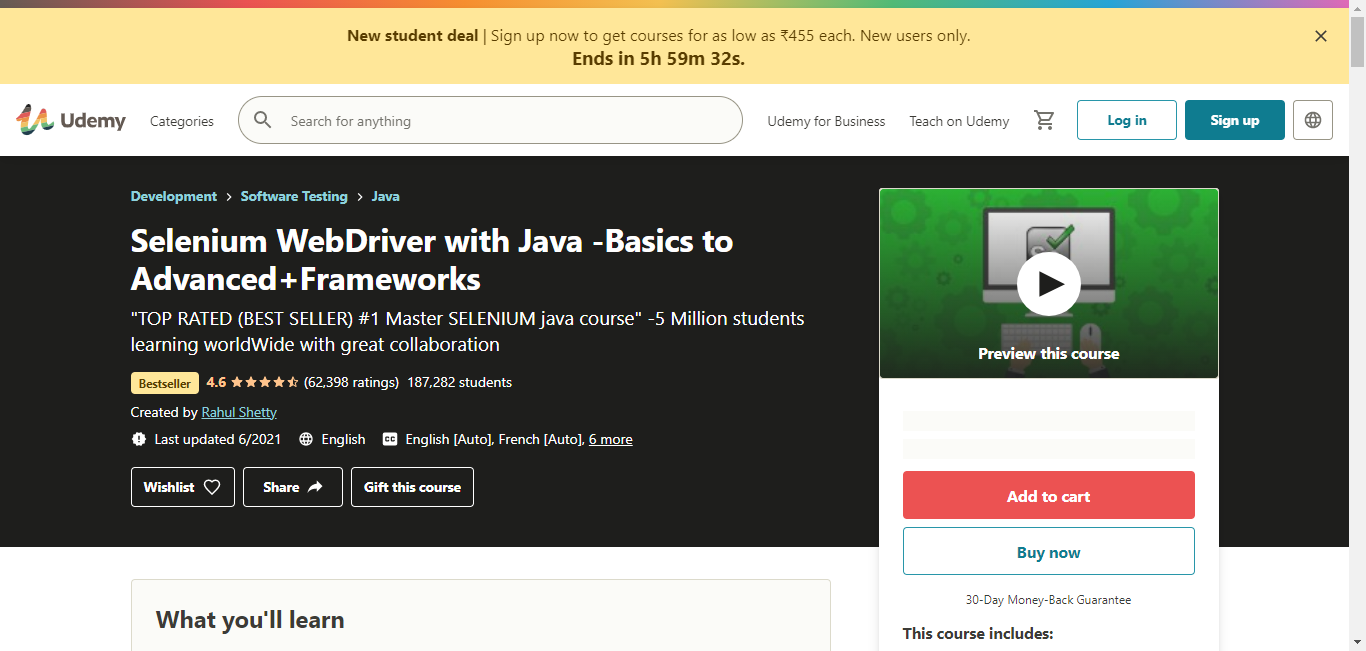 New student deal | Sign up now to get courses for as low as ₹455 each. New users only.
Ends in 5h 59m 32s.
Udemy Categories Search for anything Udemy for Business Teach on Udemy Log in Sign up
Development > Software Testing > Java
Selenium WebDriver with Java -Basics to
Advanced+Frameworks
"TOP RATED (BEST SELLER) #1 Master SELENIUM java course" -5 Million students
learning worldWide with great collaboration
Bestseller 4.6 (62,398 ratings) 187,282 students
Created by Rahul Shetty
Last updated 6/2021 English CC English [Auto], French [Auto], 6 more
Wishlist Share Gift this course
What you'll learn
Preview this course
Add to cart
Buy now
30-Day Money-Back Guarantee
This course includes: